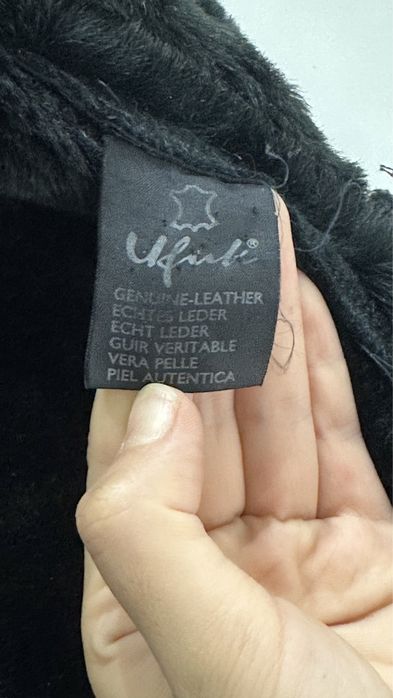 Ufuk®
GENUINE-LEATHER
ECHTES LEDER
ECHT LEDER
GUIR VERITABLE
VERA PELLE
PIEL AUTENTICA